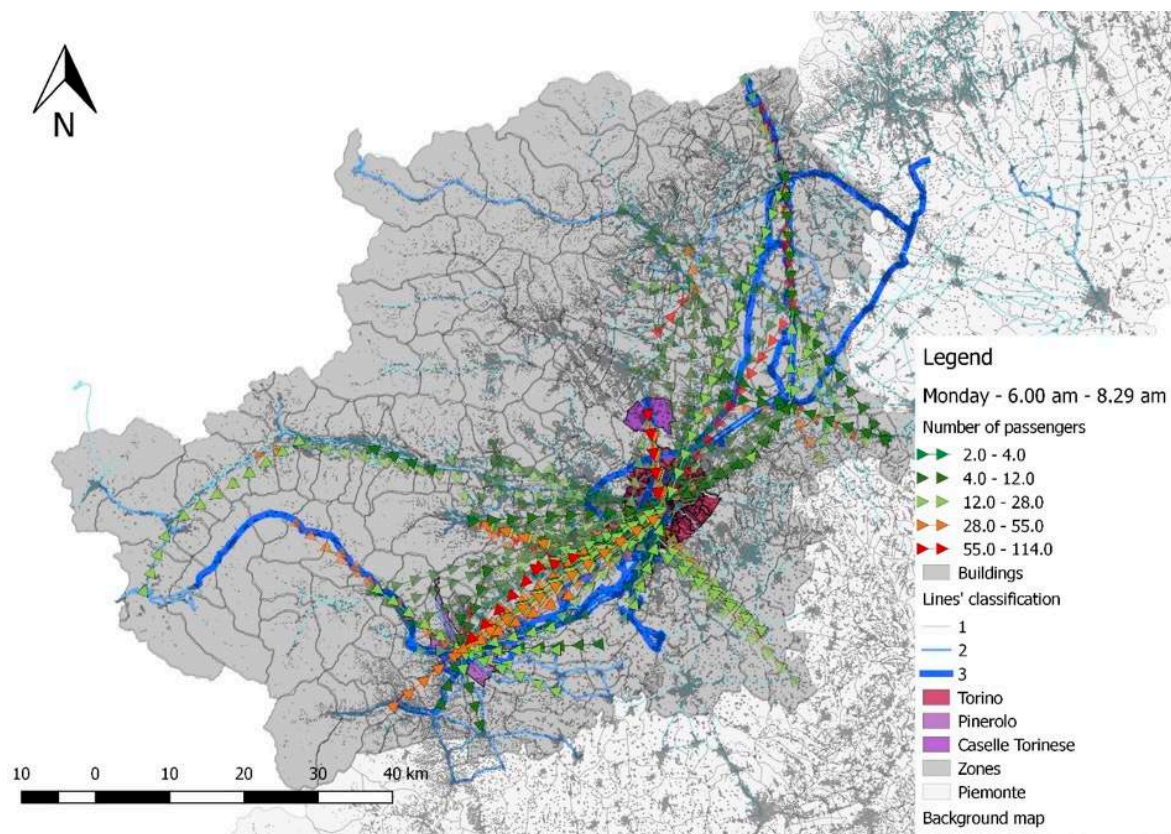 N
Legend
Monday - 6.00 am - 8.29 am
Number of passengers
2.0 - 4.0
4.0 - 12.0
12.0 - 28.0
28.0 - 55.0
55.0 - 114.0
Buildings
Lines' classification
1
2
3
Torino
Pinerolo
Caselle Torinese
Zones
Piemonte
Background map
10 0 10 20 30 40 km